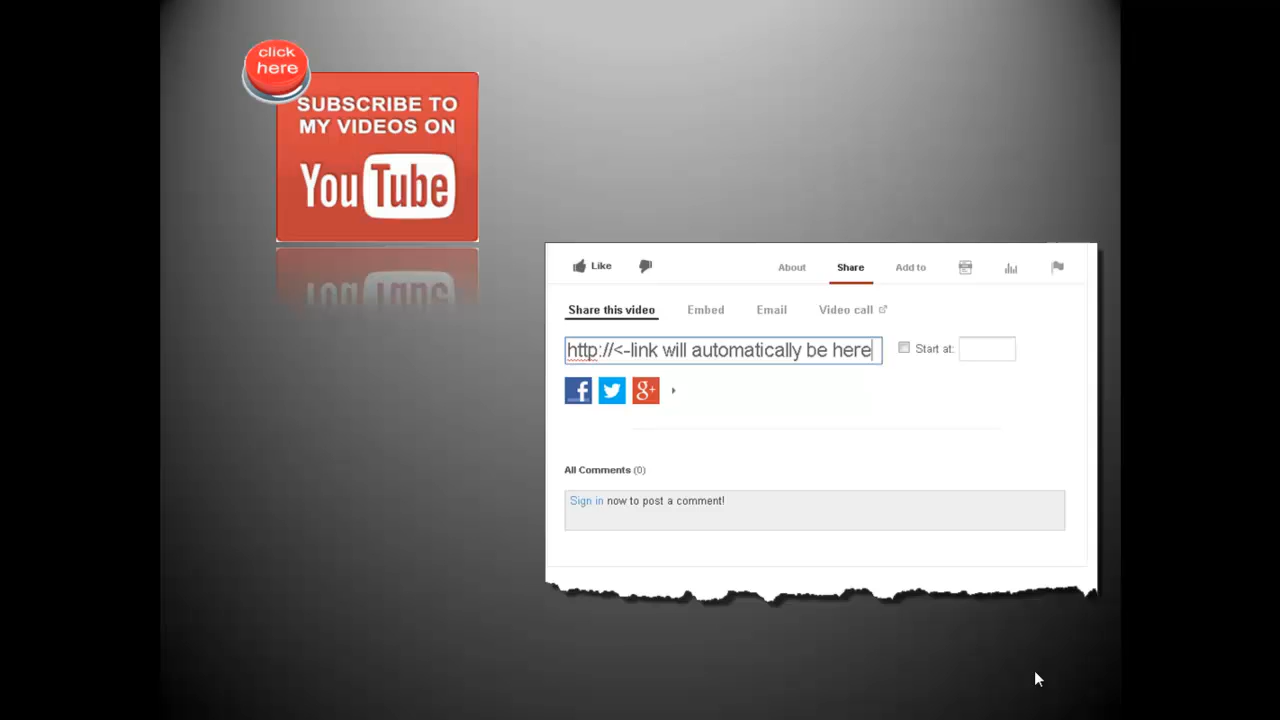 click
here
SUBSCRIBE TO
MY VIDEOS ON
YouTube
Like
About
Share
Add to
Share this video
Embed
Email
Video call
http://<-link will automatically be here
Start at:
f
g+
All Comments (0)
Sign in now to post a comment!